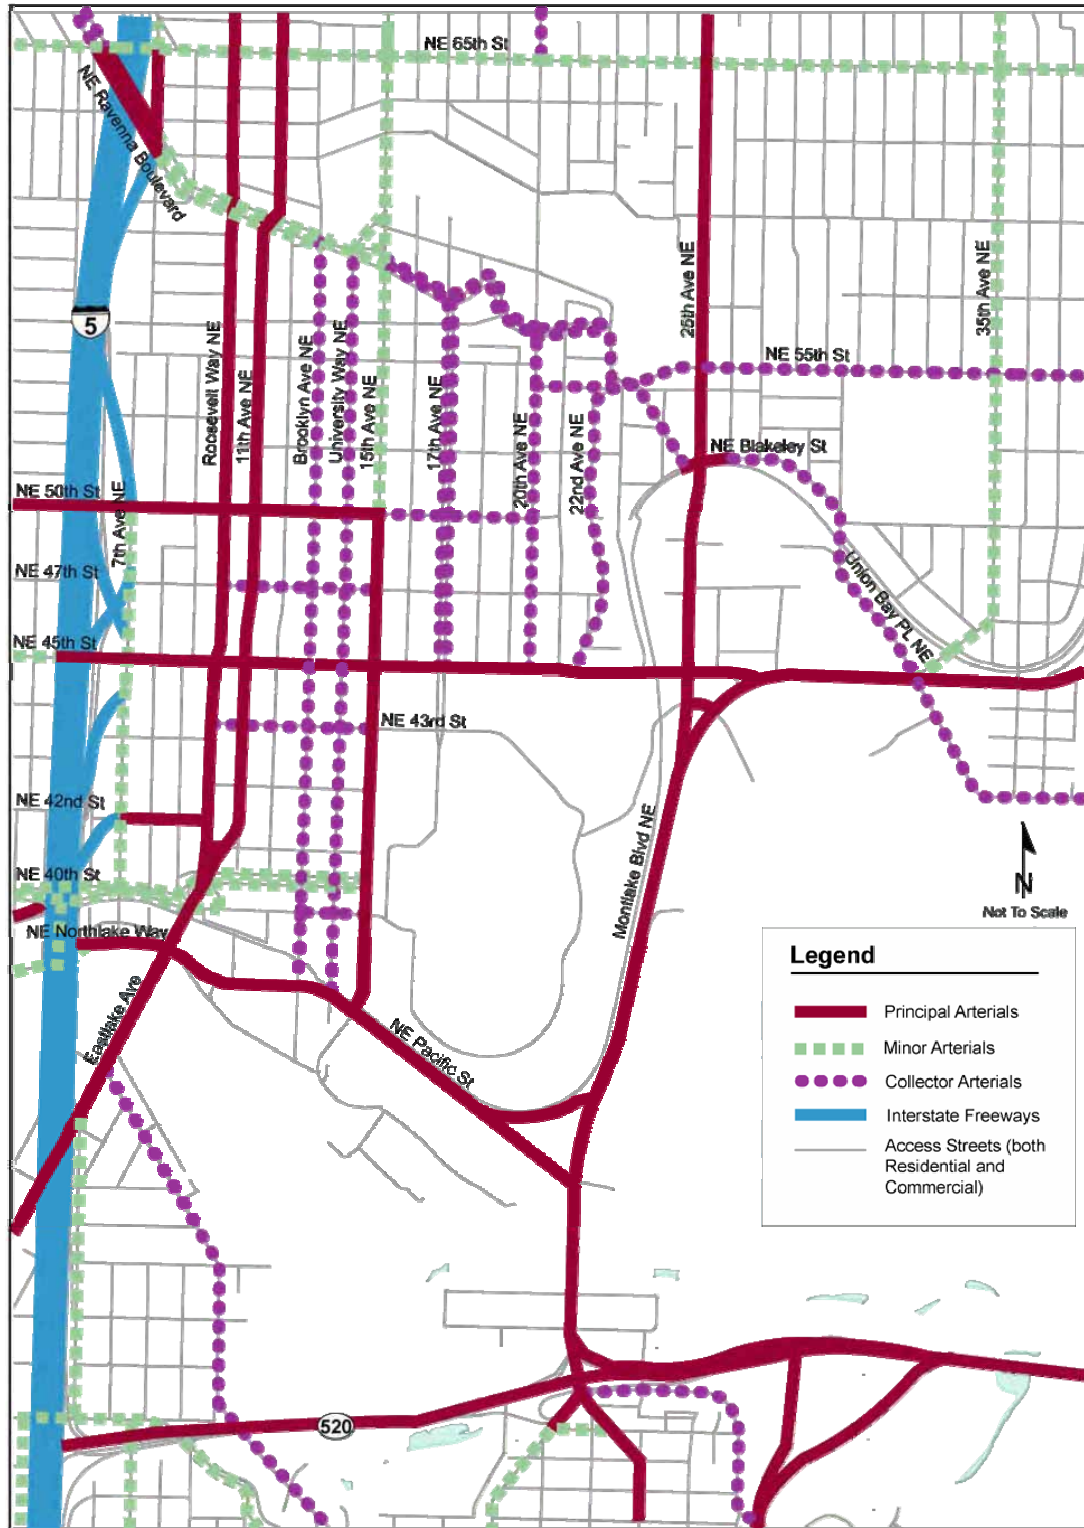 NE 65th St
NE Ravenna Boulevard
25th Ave NE
35th Ave NE
5
Roosevelt Way NE
11th Ave NE
Brooklyn Ave NE
University Way NE
15th Ave NE
17th Ave NE
20th Ave NE
22nd Ave NE
NE 55th St
NE Blakeley St
NE 50th St
7th Ave NE
NE 47th St
Union Bay PL NE
NE 45th St
NE 43rd St
NE 42nd St
Montlake Blvd NE
NE 40th St
N
Not To Scale
NE Northlake Way
Eastlake Ave
NE Pacific St
Legend
Principal Arterials
Minor Arterials
Collector Arterials
Interstate Freeways
Access Streets (both
Residential and
Commercial)
520